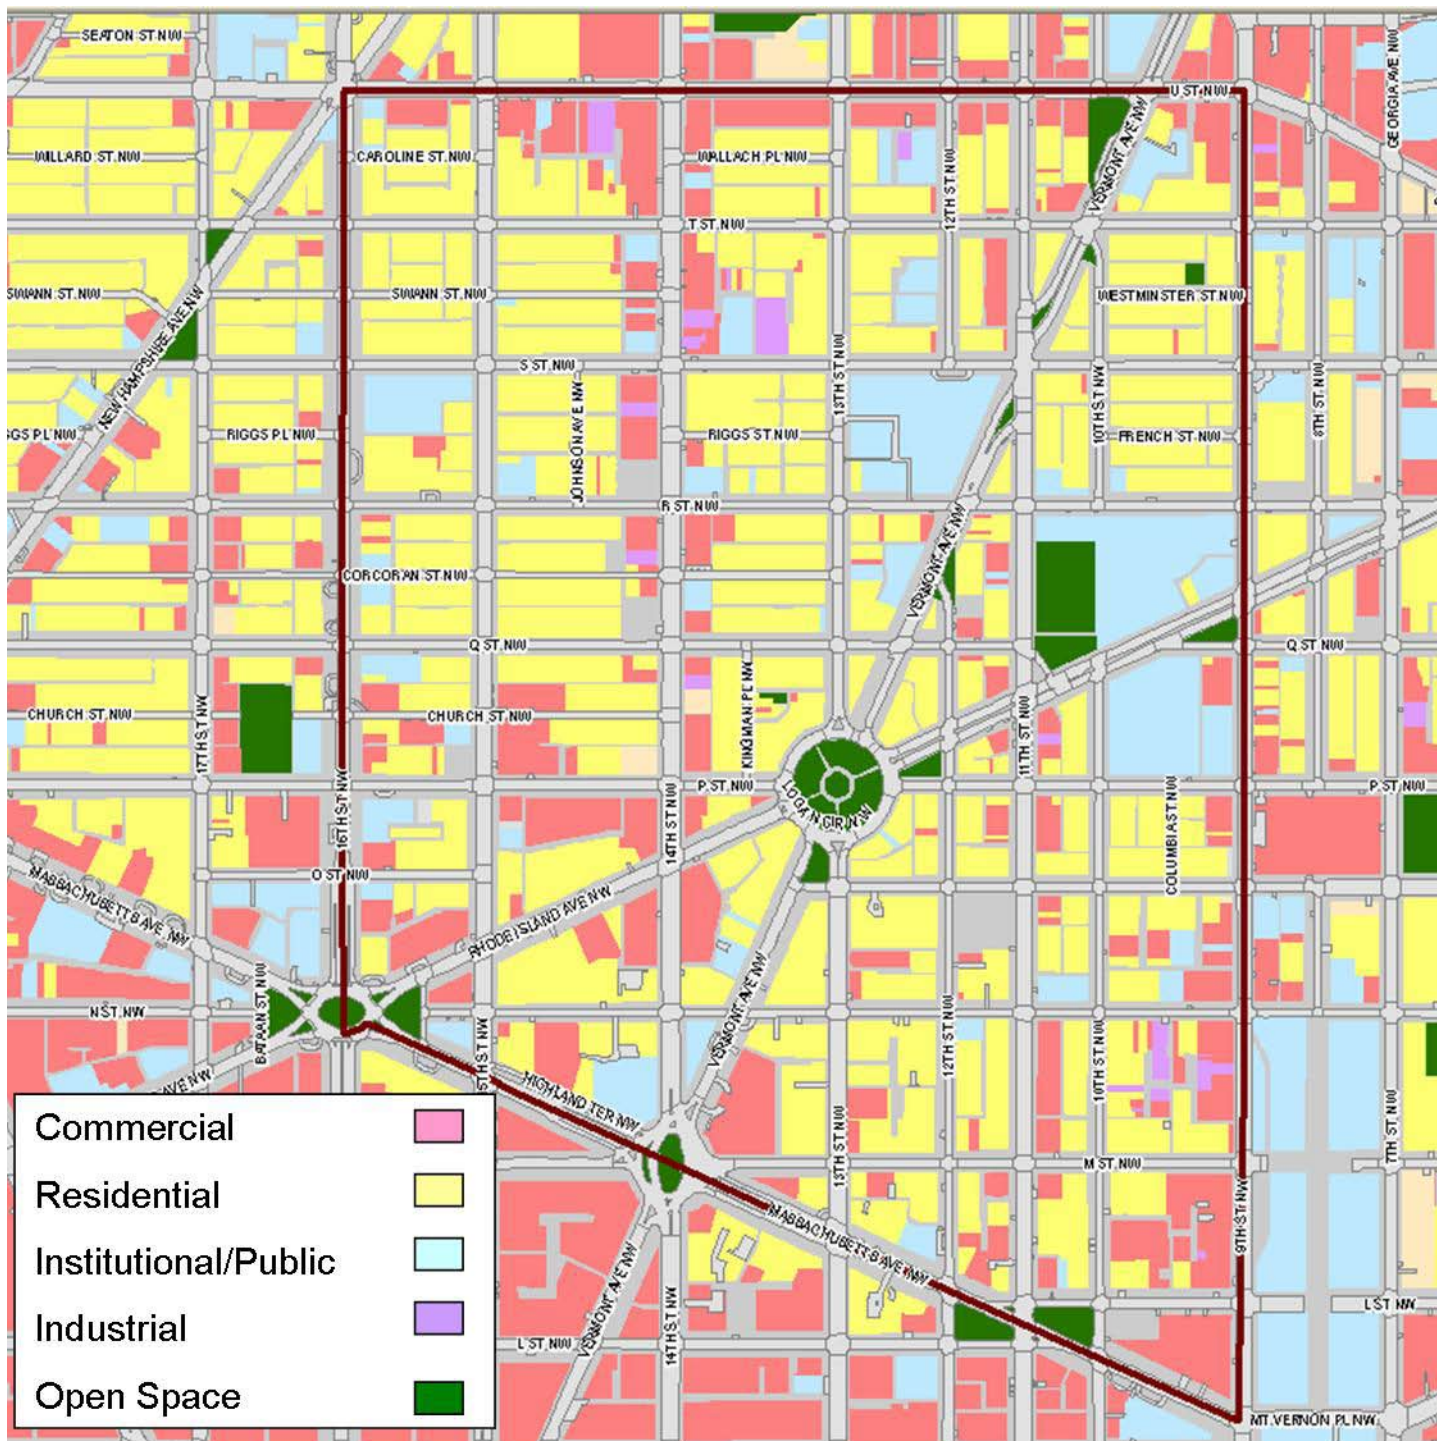 SEATON ST NW
U ST NW
GEORGIA AVE NW
WILLARD ST NW
CAROLINE ST NW
WALLACH PL NW
12TH ST NW
VERMONT AVE NW
T ST NW
SWANN ST NW
SWANN ST NW
WESTMINSTER ST NW
NEW HAMPSHIRE AVE NW
S ST NW
13TH ST NW
10TH ST NW
8TH ST NW
JOHNSON AVE NW
GGS PL NW
RIGGS PL NW
RIGGS ST NW
FRENCH ST NW
R ST NW
VERMONT AVE NW
CORCORAN ST NW
Q ST NW
Q ST NW
KINGMAN PL NW
CHURCH ST NW
17TH ST NW
CHURCH ST NW
11TH ST NW
16TH ST NW
P ST NW
P ST NW
LOGAN CIR NW
14TH ST NW
COLUMBIA ST NW
O ST NW
MASSACHUSETTS AVE NW
RHODE ISLAND AVE NW
BATAAN ST NW
N ST NW
VERMONT AVE NW
12TH ST NW
5TH ST NW
10TH ST NW
AVE NW
HIGHLAND TER NW
13TH ST NW
7TH ST NW
M ST NW
9TH ST NW
MASSACHUSETTS AVE NW
VERMONT AVE NW
14TH ST NW
L ST NW
L ST NW
MT VERNON PL NW
Commercial
Residential
Institutional/Public
Industrial
Open Space